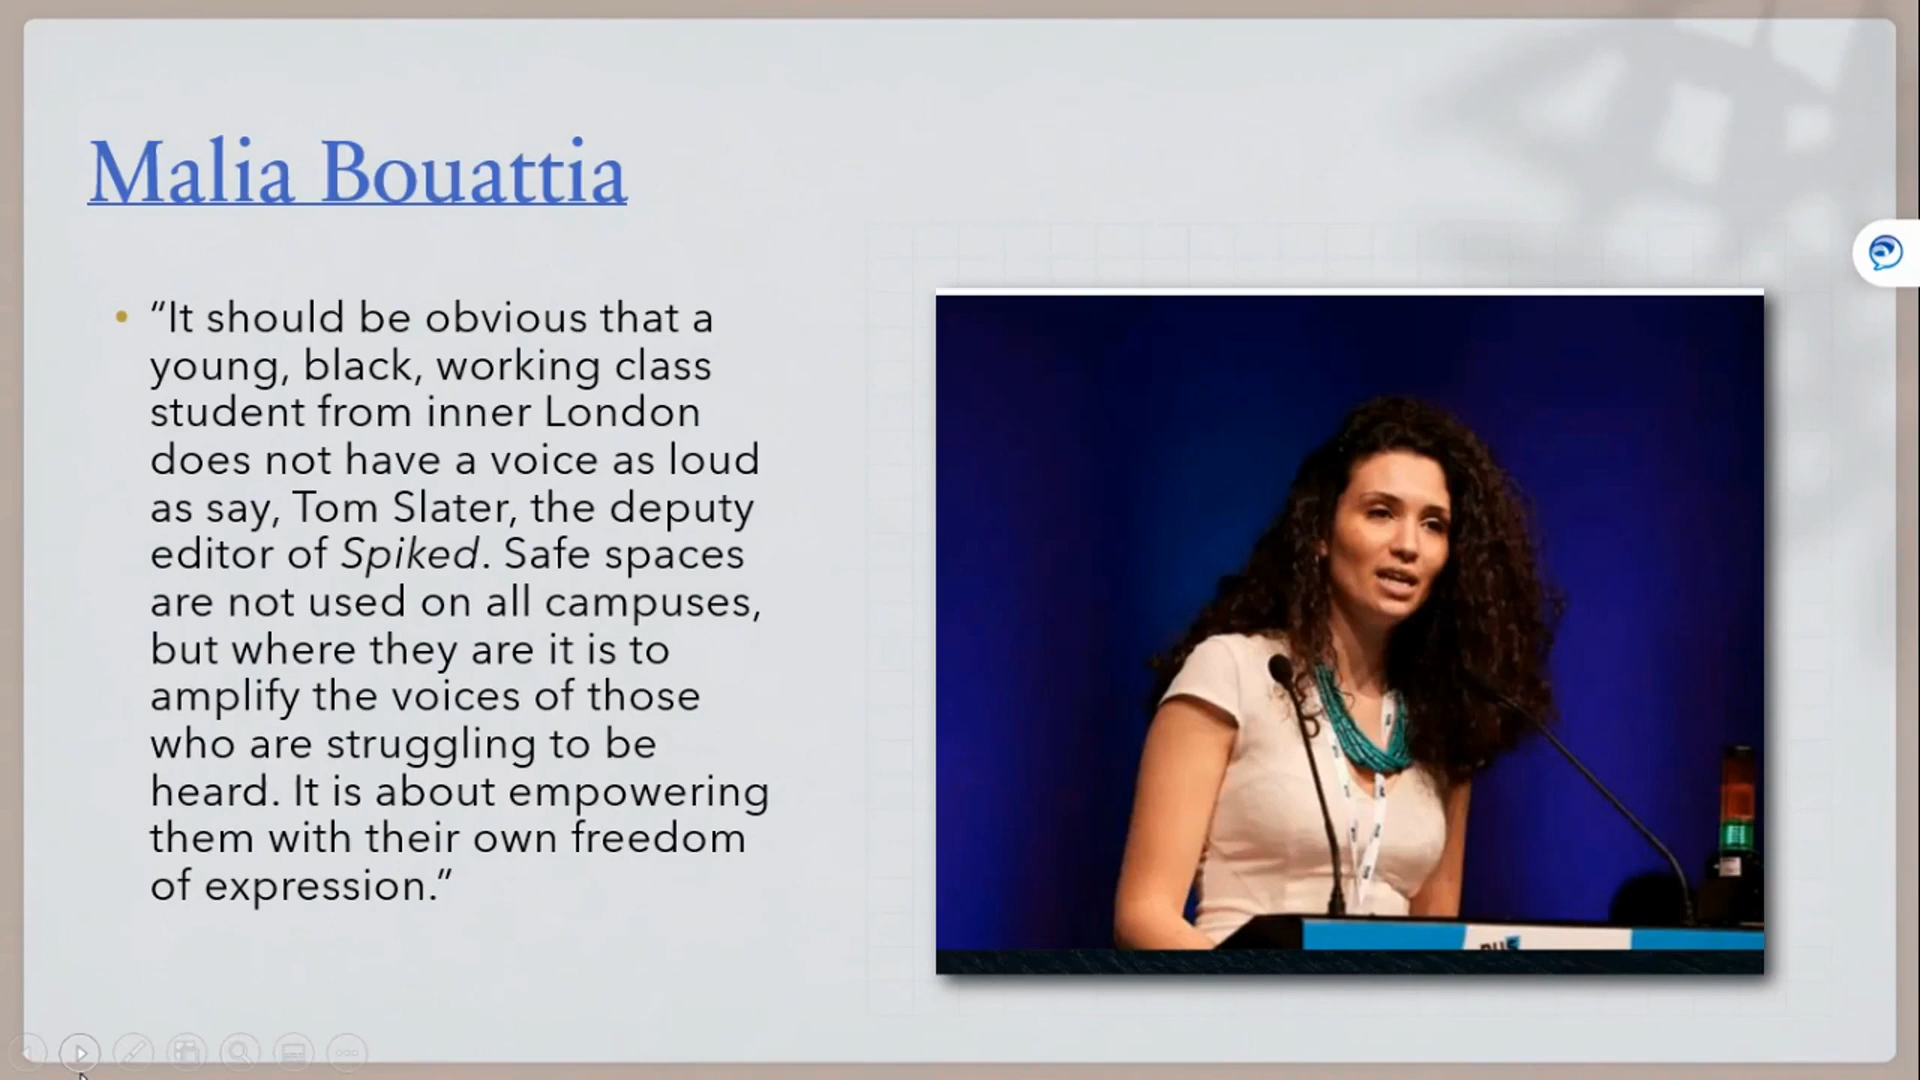 Malia Bouattia
• “It should be obvious that a
young, black, working class
student from inner London
does not have a voice as loud
as say, Tom Slater, the deputy
editor of Spiked. Safe spaces
are not used on all campuses,
but where they are it is to
amplify the voices of those
who are struggling to be
heard. It is about empowering
them with their own freedom
of expression.”
nus